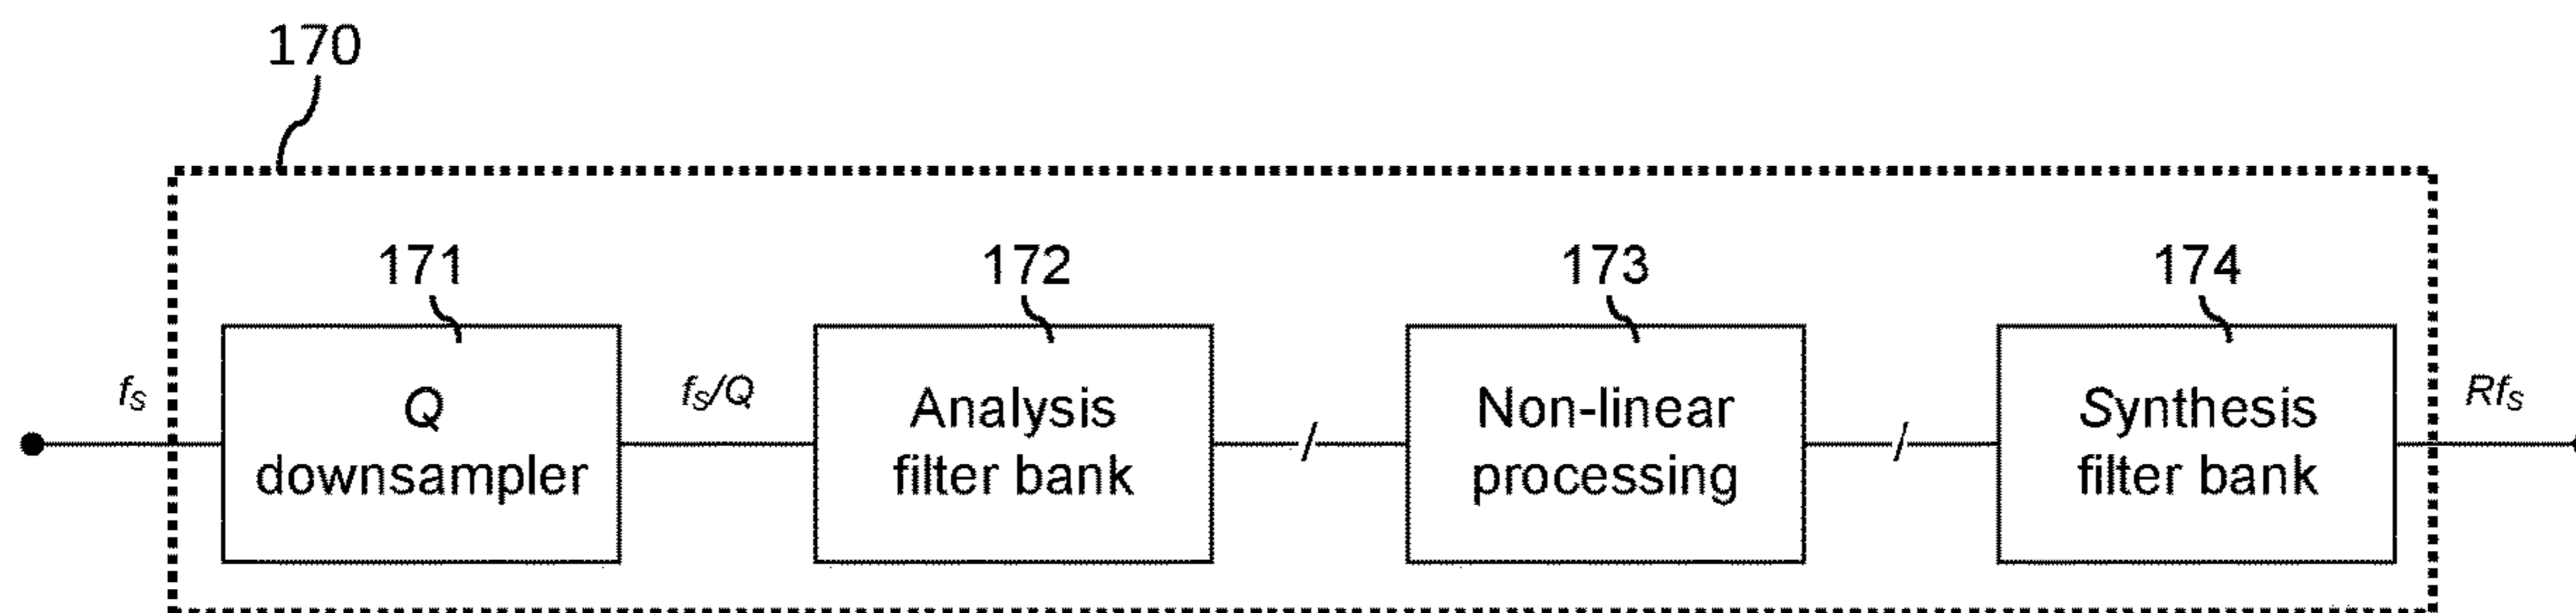 170
171
172
173
174
fS
Q
downsampler
fS/Q
Analysis
filter bank
/
Non-linear
processing
/
Synthesis
filter bank
RfS